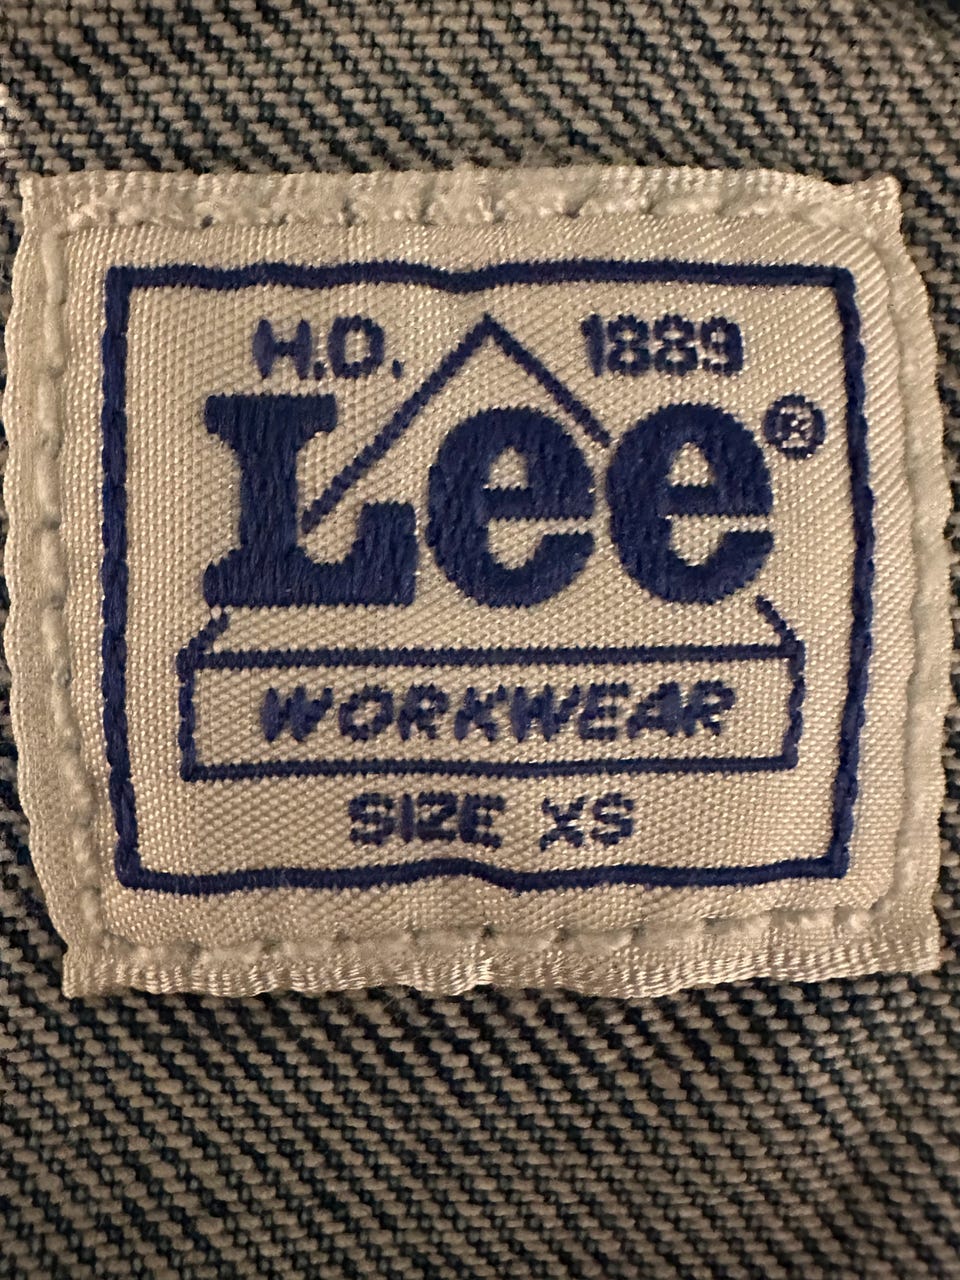 H.D. 1889
Lee®
WORKWEAR
SIZE XS